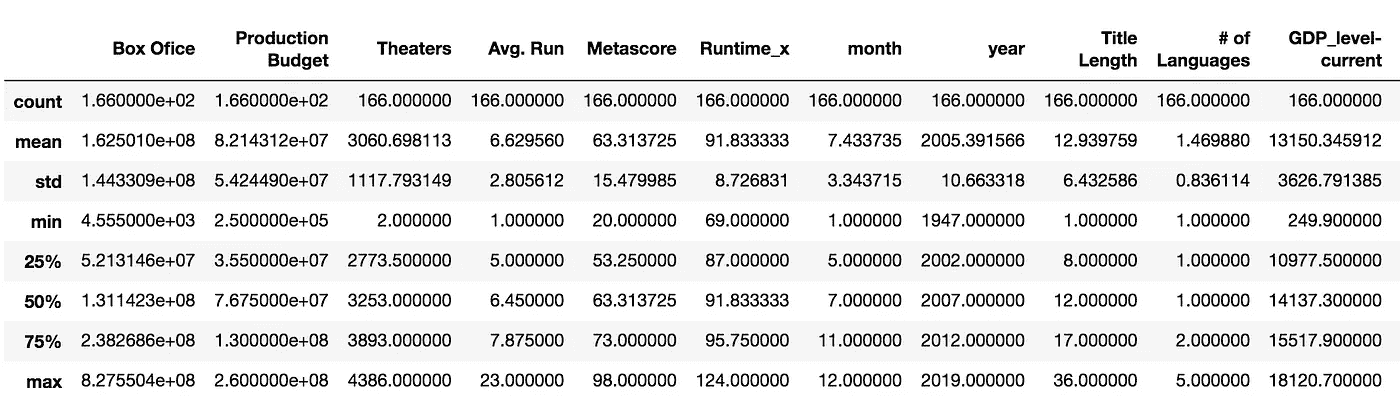 Box Ofice Production Budget Theaters Avg. Run Metascore Runtime_x month year Title Length # of Languages GDP_level-current
count 1.660000e+02 1.660000e+02 166.000000 166.000000 166.000000 166.000000 166.000000 166.000000 166.000000 166.000000 166.000000
mean 1.625010e+08 8.214312e+07 3060.698113 6.629560 63.313725 91.833333 7.433735 2005.391566 12.939759 1.469880 13150.345912
std 1.443309e+08 5.424490e+07 1117.793149 2.805612 15.479985 8.726831 3.343715 10.663318 6.432586 0.836114 3626.791385
min 4.555000e+03 2.500000e+05 2.000000 1.000000 20.000000 69.000000 1.000000 1947.000000 1.000000 1.000000 249.900000
25% 5.213146e+07 3.550000e+07 2773.500000 5.000000 53.250000 87.000000 5.000000 2002.000000 8.000000 1.000000 10977.500000
50% 1.311423e+08 7.675000e+07 3253.000000 6.450000 63.313725 91.833333 7.000000 2007.000000 12.000000 1.000000 14137.300000
75% 2.382686e+08 1.300000e+08 3893.000000 7.875000 73.000000 95.750000 11.000000 2012.000000 17.000000 2.000000 15517.900000
max 8.275504e+08 2.600000e+08 4386.000000 23.000000 98.000000 124.000000 12.000000 2019.000000 36.000000 5.000000 18120.700000